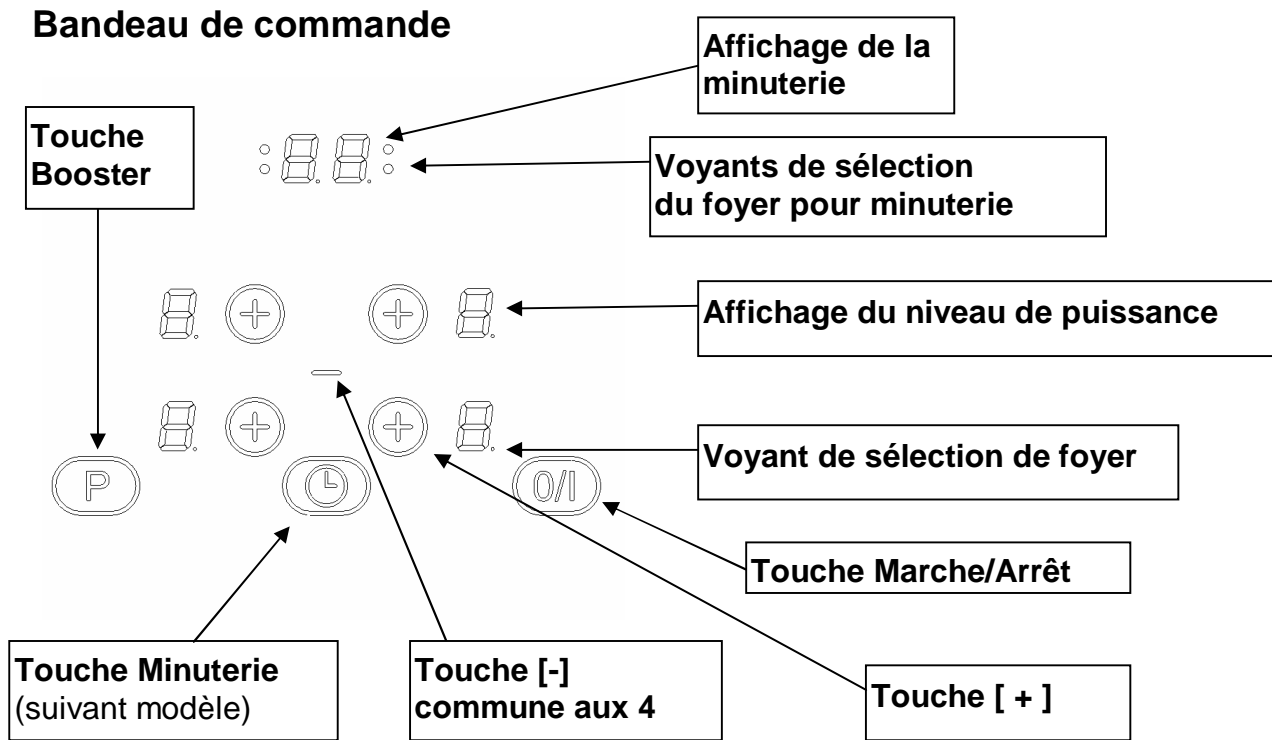 Bandeau de commande
Affichage de la
minuterie
Touche
Booster
Voyants de sélection
du foyer pour minuterie
Affichage du niveau de puissance
Voyant de sélection de foyer
P
0/I
Touche Marche/Arrêt
Touche Minuterie
(suivant modèle)
Touche [-]
commune aux 4
Touche [ + ]